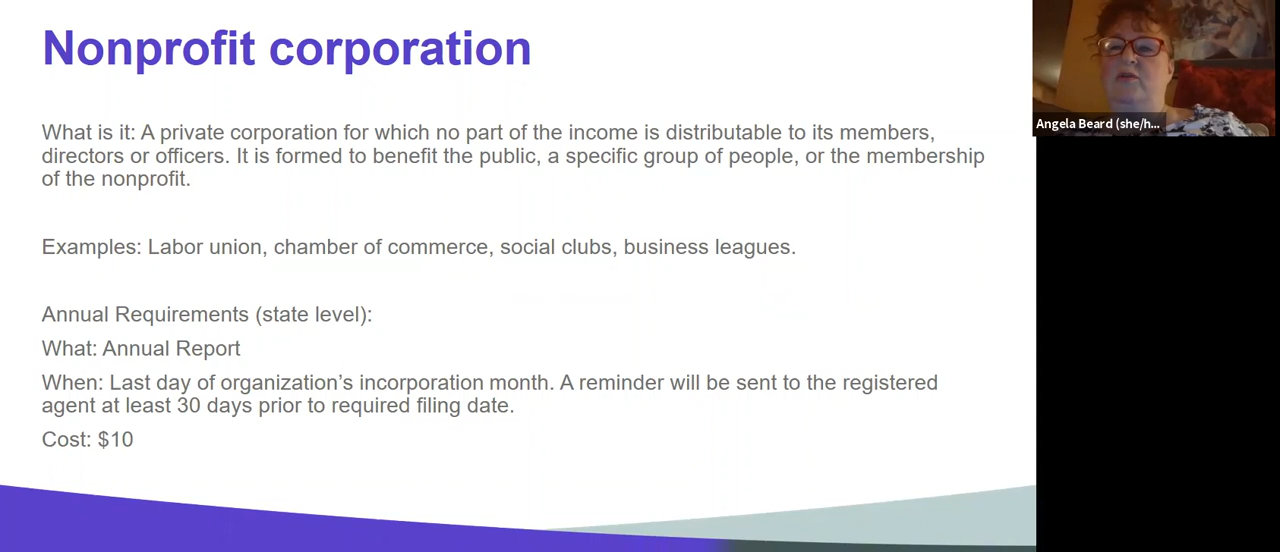 Nonprofit corporation
What is it: A private corporation for which no part of the income is distributable to its members,
directors or officers. It is formed to benefit the public, a specific group of people, or the membership
of the nonprofit.
Examples: Labor union, chamber of commerce, social clubs, business leagues.
Annual Requirements (state level):
What: Annual Report
When: Last day of organization’s incorporation month. A reminder will be sent to the registered
agent at least 30 days prior to required filing date.
Cost: $10
Angela Beard (she/h...